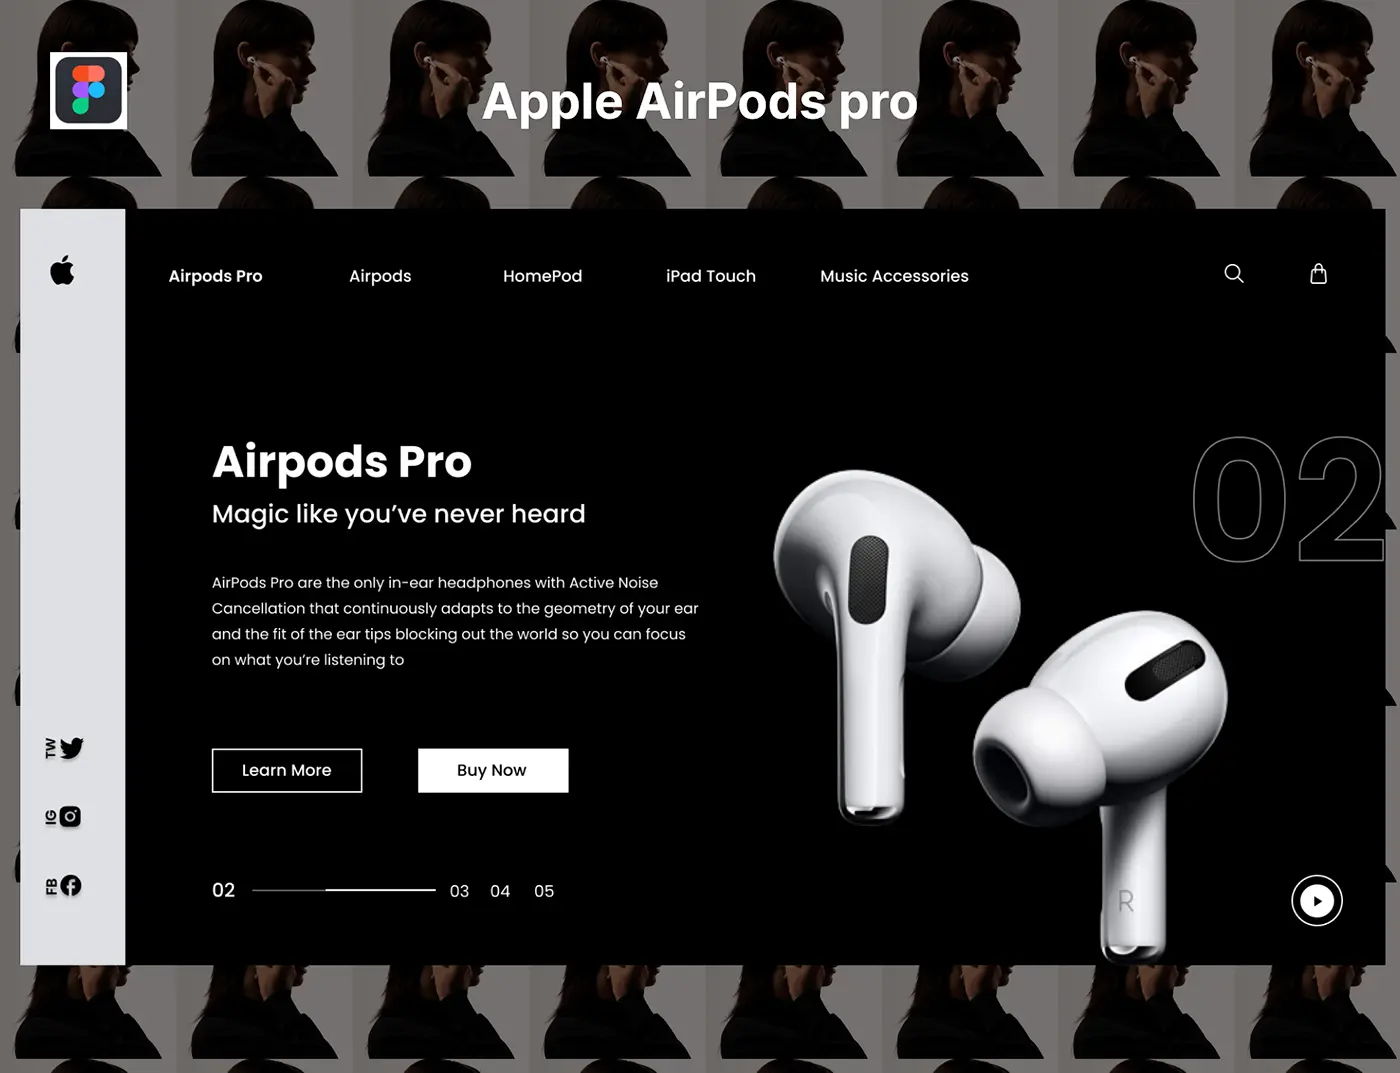 Apple AirPods pro
Airpods Pro
Airpods
HomePod
iPad Touch
Music Accessories
02
Airpods Pro
Magic like you’ve never heard
AirPods Pro are the only in-ear headphones with Active Noise
Cancellation that continuously adapts to the geometry of your ear
and the fit of the ear tips blocking out the world so you can focus
on what you’re listening to
Learn More
Buy Now
TW
IG
FB
02
03
04
05
R